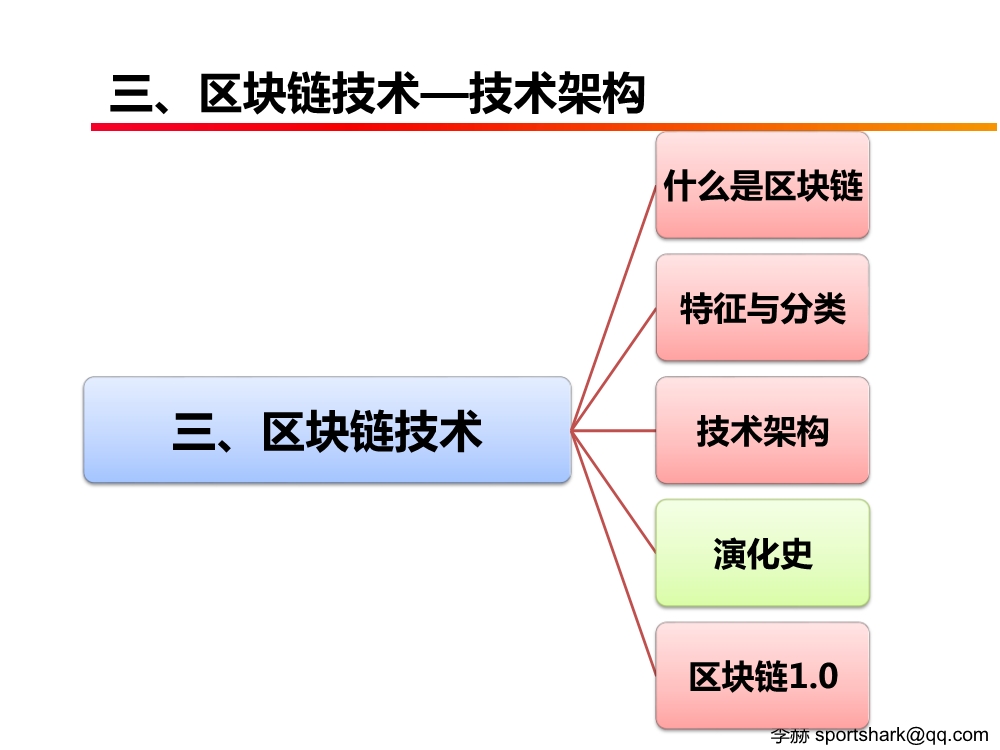 三、区块链技术—技术架构
什么是区块链
特征与分类
三、区块链技术
技术架构
演化史
区块链1.0
李赫 sportshark@qq.com